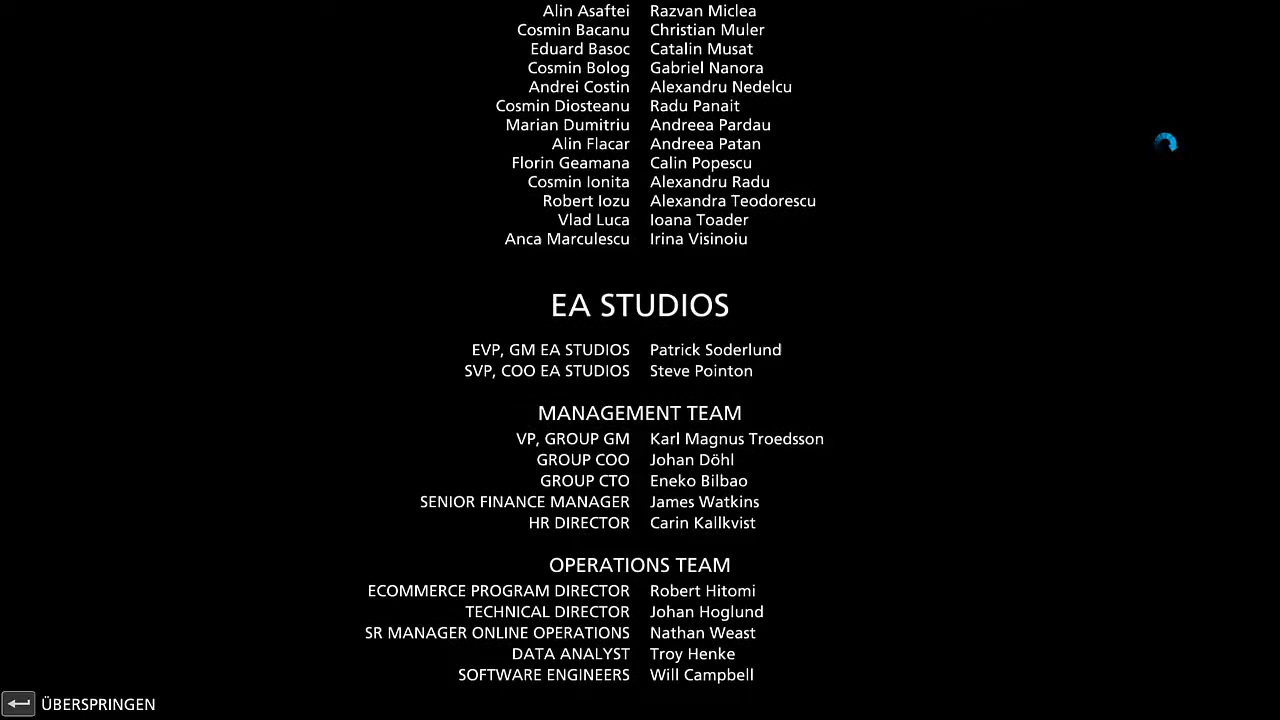 Alin Asaftei Razvan Miclea
Cosmin Bacanu Christian Muler
Eduard Basoc Catalin Musat
Cosmin Bolog Gabriel Nanora
Andrei Costin Alexandru Nedelcu
Cosmin Diosteanu Radu Panait
Marian Dumitriu Andreea Pardau
Alin Flacar Andreea Patan
Florin Geamana Calin Popescu
Cosmin Ionita Alexandru Radu
Robert Iozu Alexandra Teodorescu
Vlad Luca Ioana Toader
Anca Marculescu Irina Visinoiu
EA STUDIOS
EVP, GM EA STUDIOS Patrick Soderlund
SVP, COO EA STUDIOS Steve Pointon
MANAGEMENT TEAM
VP, GROUP GM Karl Magnus Troedsson
GROUP COO Johan Döhl
GROUP CTO Eneko Bilbao
SENIOR FINANCE MANAGER James Watkins
HR DIRECTOR Carin Kallkvist
OPERATIONS TEAM
ECOMMERCE PROGRAM DIRECTOR Robert Hitomi
TECHNICAL DIRECTOR Johan Hoglund
SR MANAGER ONLINE OPERATIONS Nathan Weast
DATA ANALYST Troy Henke
SOFTWARE ENGINEERS Will Campbell
ÜBERSPRINGEN